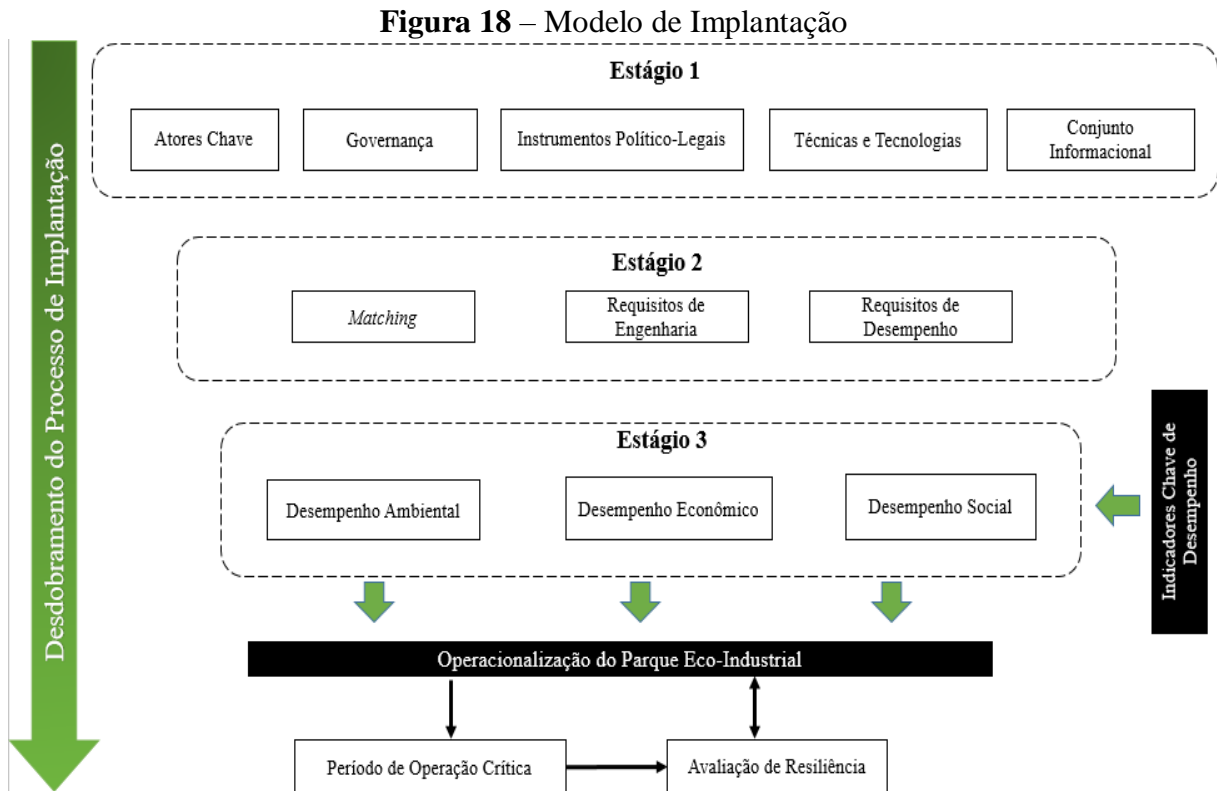 Figura 18 – Modelo de Implantação
Desdobramento do Processo de Implantação
Estágio 1
Atores Chave
Governança
Instrumentos Político-Legais
Técnicas e Tecnologias
Conjunto
Informacional
Estágio 2
Matching
Requisitos de
Engenharia
Requisitos de
Desempenho
Estágio 3
Desempenho Ambiental
Desempenho Econômico
Desempenho Social
Indicadores Chave de
Desempenho
Operacionalização do Parque Eco-Industrial
Período de Operação Crítica
Avaliação de Resiliência